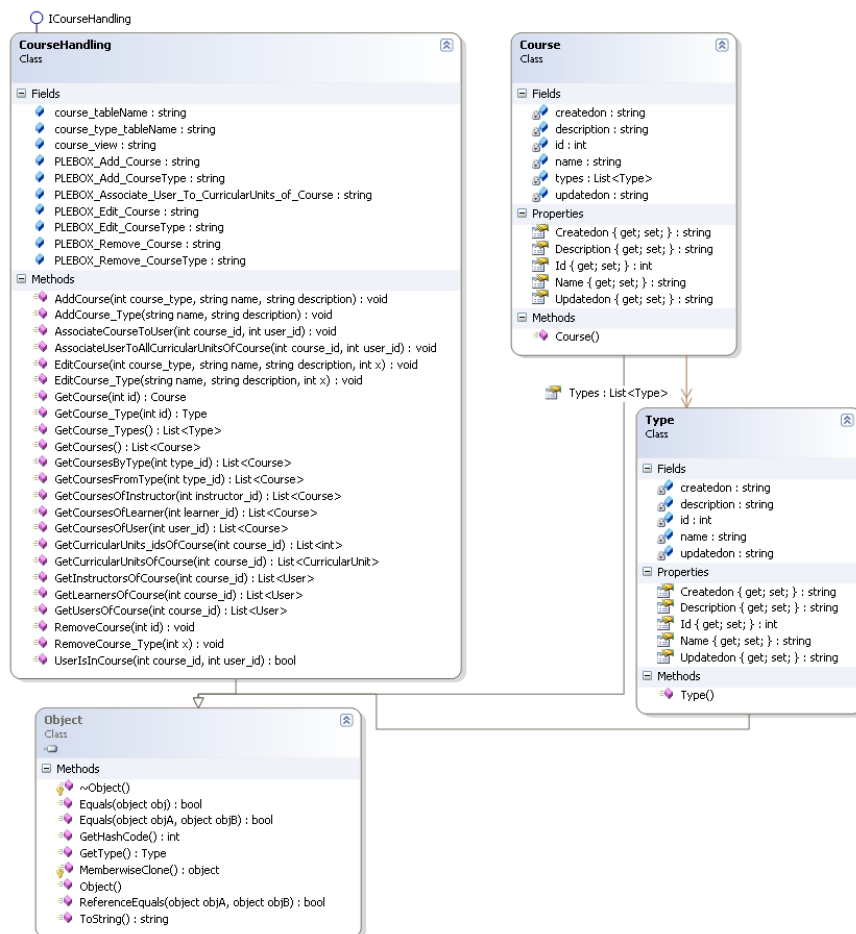 ICourseHandling
CourseHandling
Class
Fields
course_tableName : string
course_type_tableName : string
course_view : string
PLEBOX_Add_Course : string
PLEBOX_Add_CourseType : string
PLEBOX_Associate_User_To_CurricularUnits_of_Course : string
PLEBOX_Edit_Course : string
PLEBOX_Edit_CourseType : string
PLEBOX_Remove_Course : string
PLEBOX_Remove_CourseType : string
Methods
AddCourse(int course_type, string name, string description) : void
AddCourse_Type(string name, string description) : void
AssociateCourseToUser(int course_id, int user_id) : void
AssociateUserToAllCurricularUnitsOfCourse(int course_id, int user_id) : void
EditCourse(int course_type, string name, string description, int x) : void
EditCourse_Type(string name, string description, int x) : void
GetCourse(int id) : Course
GetCourse_Type(int id) : Type
GetCourse_Types() : List<Type>
GetCourses() : List<Course>
GetCoursesByType(int type_id) : List<Course>
GetCoursesFromType(int type_id) : List<Course>
GetCoursesOfInstructor(int instructor_id) : List<Course>
GetCoursesOfLearner(int learner_id) : List<Course>
GetCoursesOfUser(int user_id) : List<Course>
GetCurricularUnits_idsOfCourse(int course_id) : List<int>
GetCurricularUnitsOfCourse(int course_id) : List<CurricularUnit>
GetInstructorsOfCourse(int course_id) : List<User>
GetLearnersOfCourse(int course_id) : List<User>
GetUsersOfCourse(int course_id) : List<User>
RemoveCourse(int id) : void
RemoveCourse_Type(int x) : void
UserIsInCourse(int course_id, int user_id) : bool
Course
Class
Fields
createdon : string
description : string
id : int
name : string
types : List<Type>
updatedon : string
Properties
Createdon { get; set; } : string
Description { get; set; } : string
Id { get; set; } : int
Name { get; set; } : string
Updatedon { get; set; } : string
Methods
Course()
Types : List<Type>
Type
Class
Fields
createdon : string
description : string
id : int
name : string
updatedon : string
Properties
Createdon { get; set; } : string
Description { get; set; } : string
Id { get; set; } : int
Name { get; set; } : string
Updatedon { get; set; } : string
Methods
Type()
Object
Class
Methods
~Object()
Equals(object obj) : bool
Equals(object objA, object objB) : bool
GetHashCode() : int
GetType() : Type
MemberwiseClone() : object
Object()
ReferenceEquals(object objA, object objB) : bool
ToString() : string